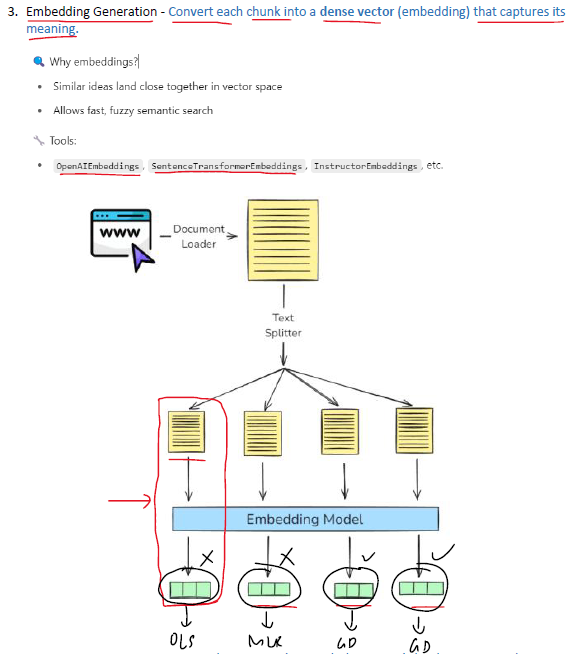 3. Embedding Generation - Convert each chunk into a dense vector (embedding) that captures its
meaning.
🔍 Why embeddings?
• Similar ideas land close together in vector space
• Allows fast, fuzzy semantic search
🔧 Tools:
• OpenAIEmbeddings, SentenceTransformerEmbeddings, InstructorEmbeddings, etc.
www
Document
Loader
Text
Splitter
Embedding Model
OLS MLR GD GD